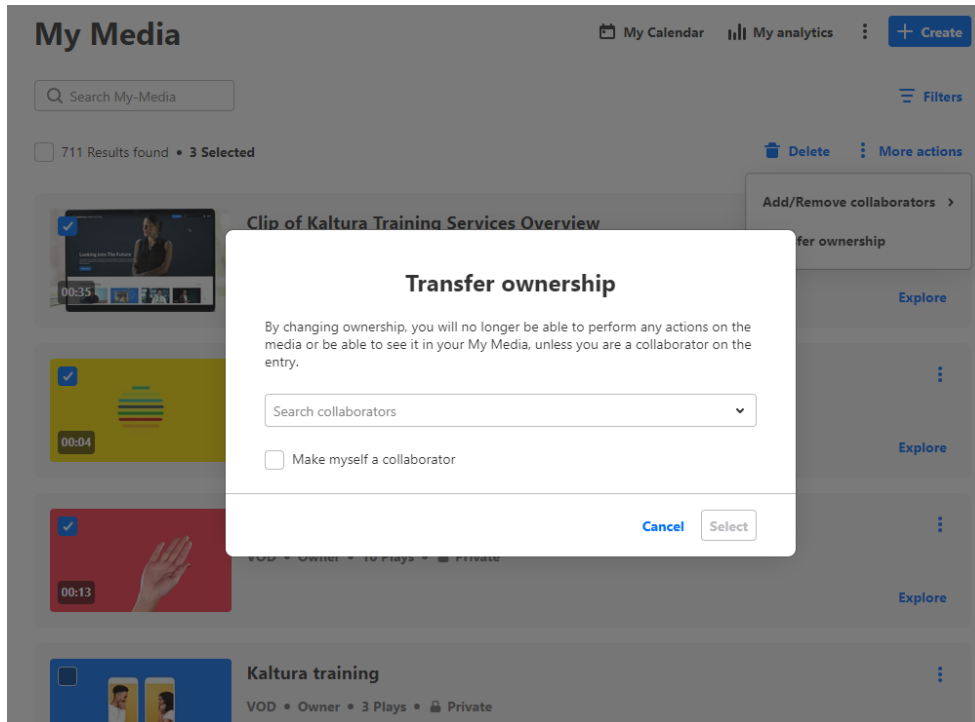 My Media
My Calendar
My analytics
Create
Search My-Media
Filters
711 Results found • 3 Selected
Delete
More actions
Add/Remove collaborators
fer ownership
Clip of Kaltura Training Services Overview
Looking Into The Future
00:35
Explore
Transfer ownership
By changing ownership, you will no longer be able to perform any actions on the
media or be able to see it in your My Media, unless you are a collaborator on the
entry.
Search collaborators
Make myself a collaborator
Cancel
Select
00:04
Explore
VOD • Owner • 10 Plays • Private
00:13
Explore
Kaltura training
VOD • Owner • 3 Plays • Private